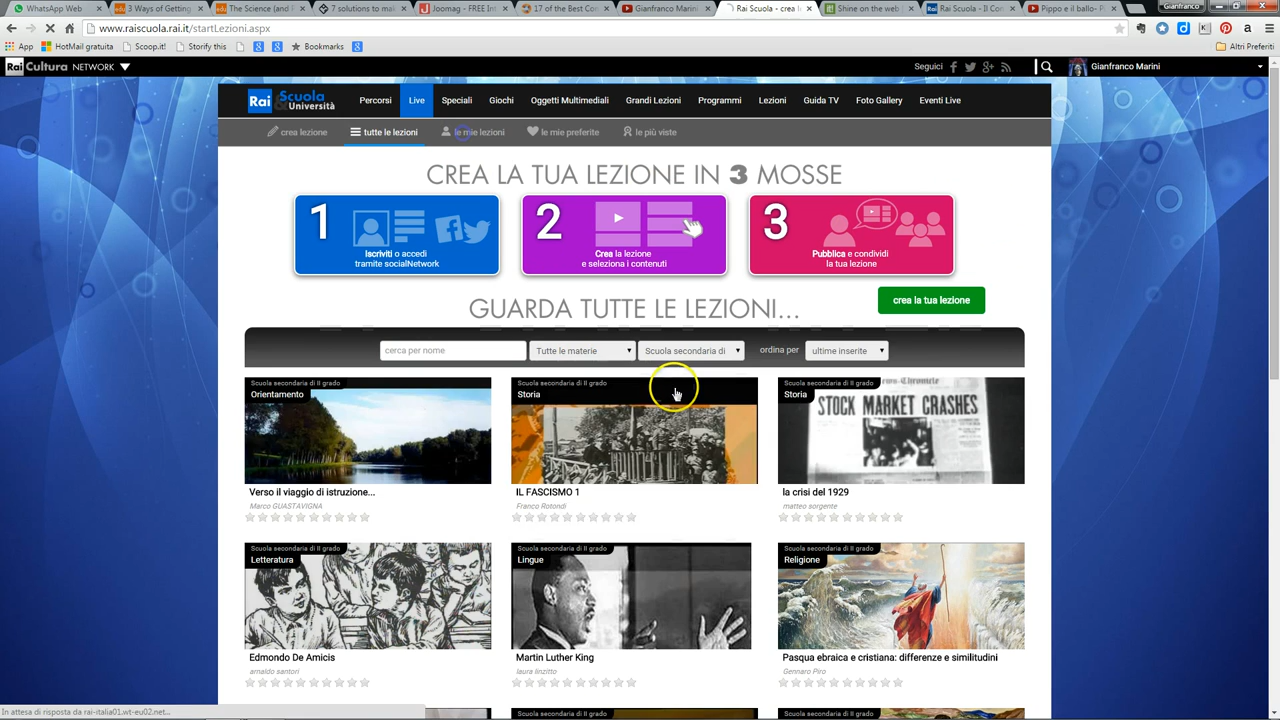 WhatsApp Web
3 Ways of Getting
The Science (and
7 solutions to mak
Joomag - FREE Int
17 of the Best Con
Gianfranco Marini
Rai Scuola - crea le
Shine on the web
Rai Scuola - Il Con
Pippo e il ballo- P
Gianfranco
www.raiscuola.rai.it/startLezioni.aspx
App
HotMail gratuita
Scoop.it!
Storify this
Bookmarks
Altri Preferiti
Rai Cultura NETWORK
Seguici
Gianfranco Marini
Rai Scuola & Università
Percorsi
Live
Speciali
Giochi
Oggetti Multimediali
Grandi Lezioni
Programmi
Lezioni
Guida TV
Foto Gallery
Eventi Live
crea lezione
tutte le lezioni
le mie lezioni
le mie preferite
le più viste
CREA LA TUA LEZIONE IN 3 MOSSE
1
Iscriviti o accedi
tramite socialNetwork
2
Crea la lezione
e seleziona i contenuti
3
Pubblica e condividi
la tua lezione
GUARDA TUTTE LE LEZIONI...
crea la tua lezione
cerca per nome
Tutte le materie
Scuola secondaria di
ordina per
ultime inserite
Scuola secondaria di II grado
Orientamento
Verso il viaggio di istruzione...
Marco GUASTAVIGNA
Scuola secondaria di II grado
Storia
IL FASCISMO 1
Franco Rotondi
Scuola secondaria di II grado
Storia
STOCK MARKET CRASHES
la crisi del 1929
matteo sorgente
Scuola secondaria di II grado
Letteratura
Edmondo De Amicis
arnaldo santori
Scuola secondaria di II grado
Lingue
Martin Luther King
laura linzitto
Scuola secondaria di II grado
Religione
Pasqua ebraica e cristiana: differenze e similitudini
Gennaro Piro
In attesa di risposta da rai-italia01.wt-eu02.net...